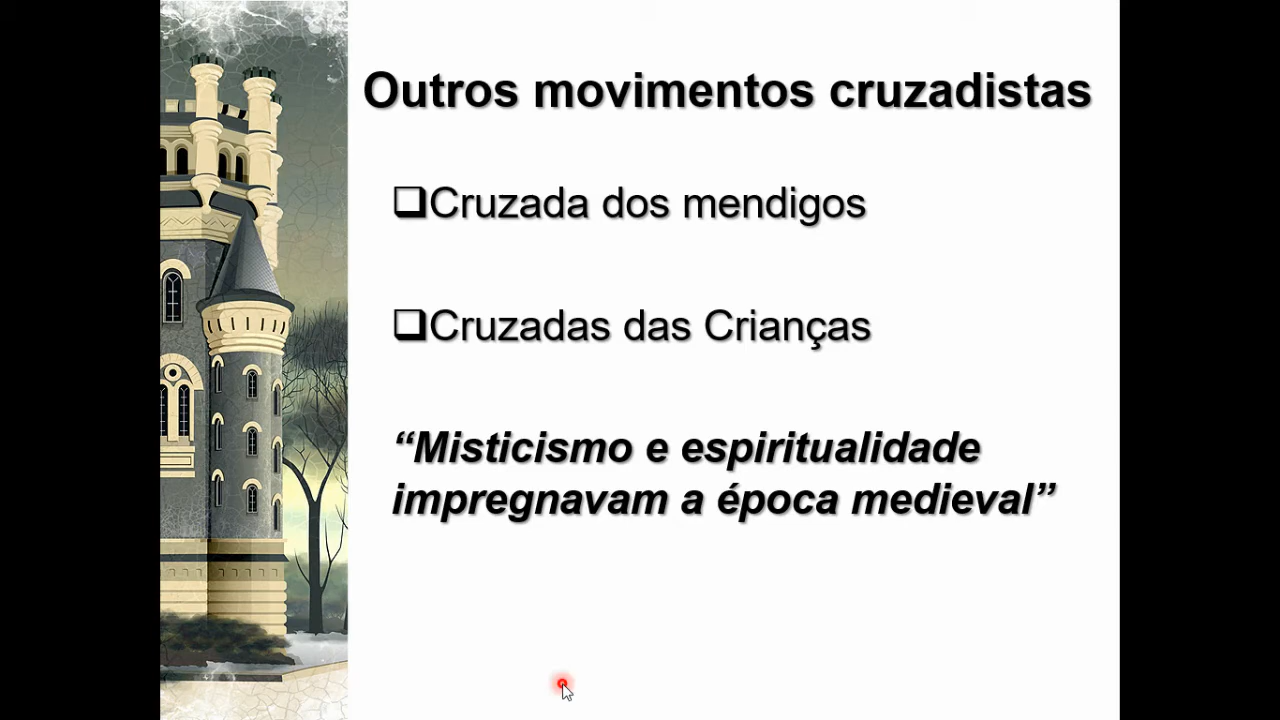 Outros movimentos cruzadistas
❑Cruzada dos mendigos
❑Cruzadas das Crianças
“Misticismo e espiritualidade
impregnavam a época medieval”